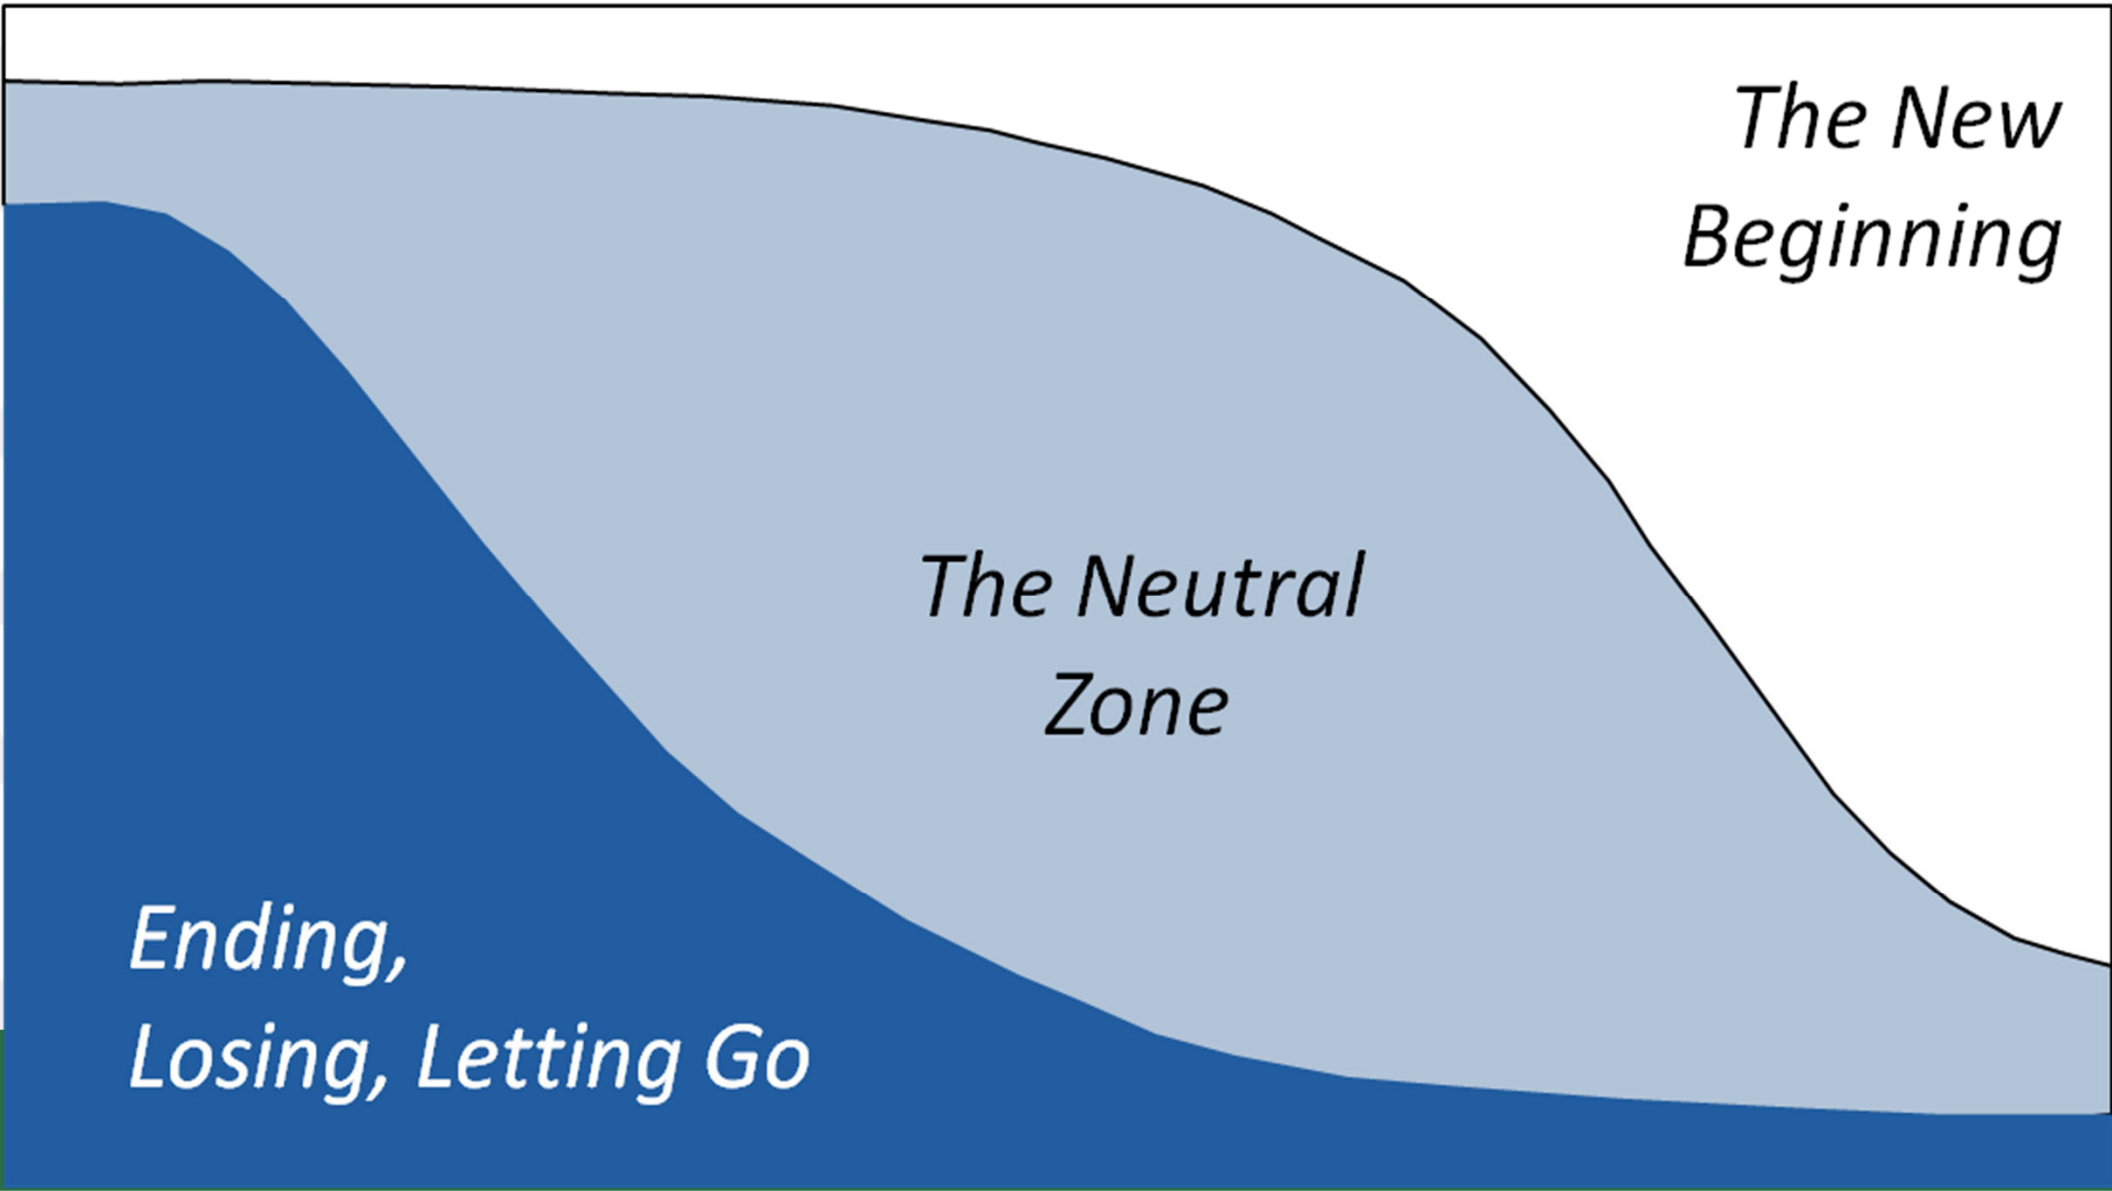 The New
Beginning
The Neutral
Zone
Ending,
Losing, Letting Go